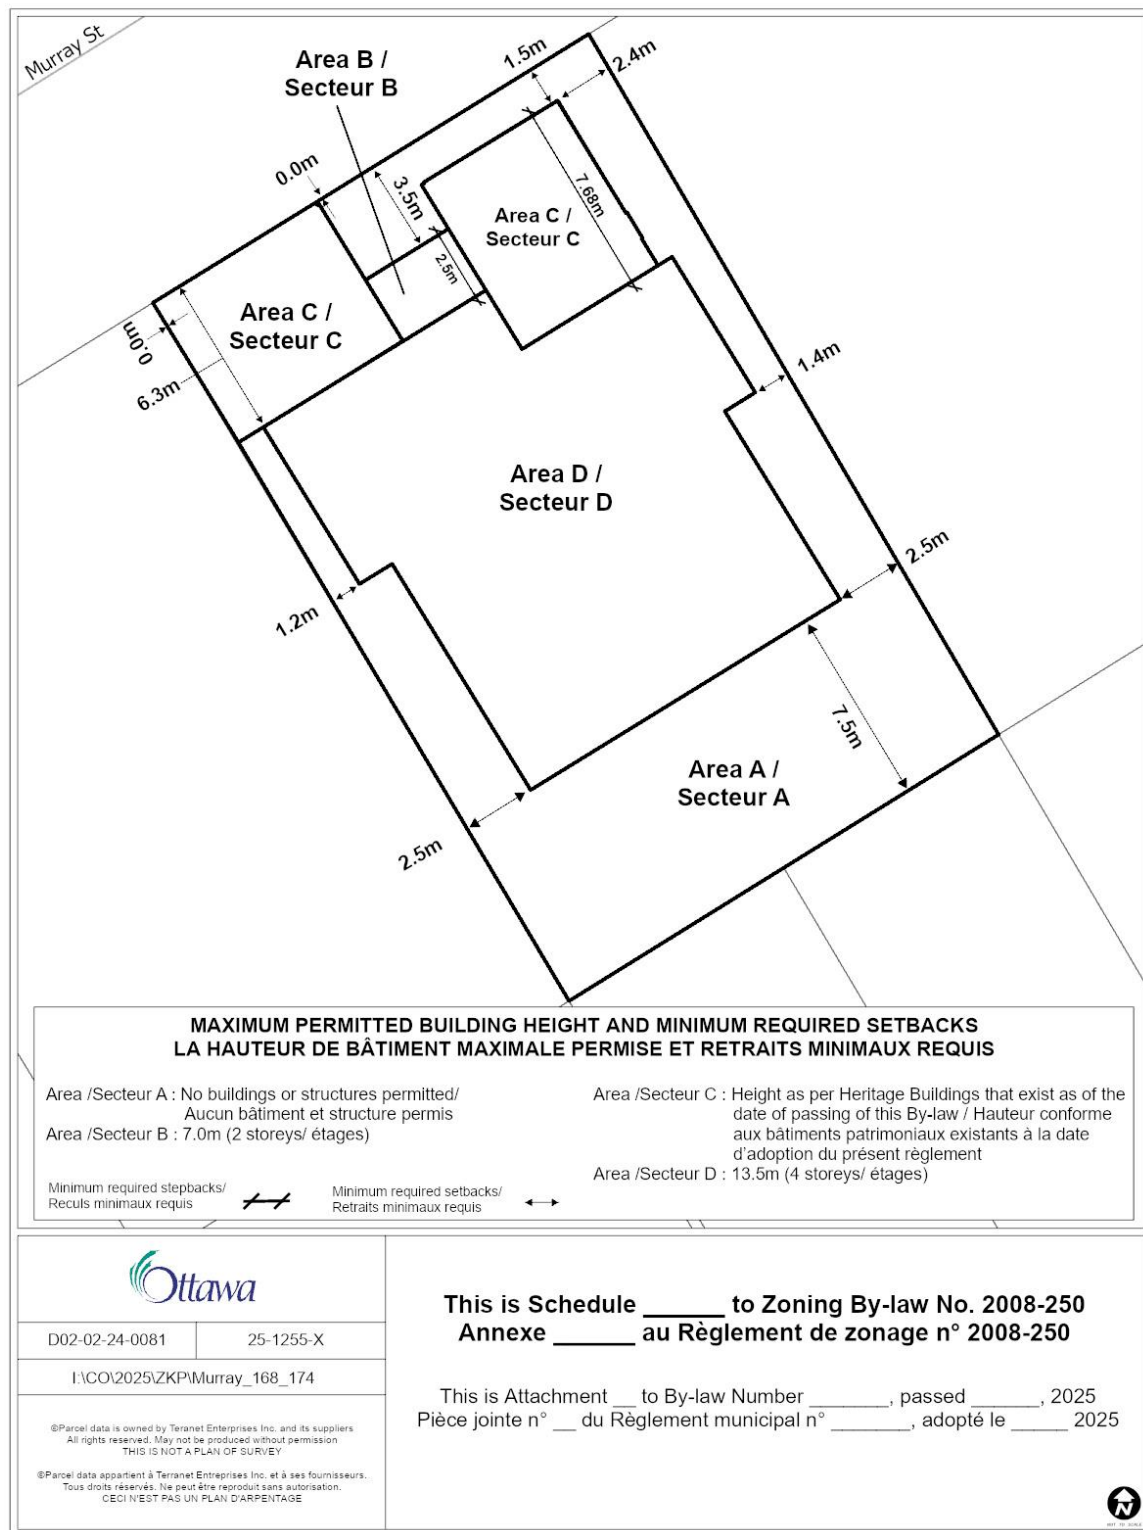 Murray St
Area B /
Secteur B
1.5m
2.4m
0.0m
3.5m
7.68m
Area C /
Secteur C
2.5m
Area C /
Secteur C
0.0m
6.3m
1.4m
Area D /
Secteur D
2.5m
1.2m
7.5m
Area A /
Secteur A
2.5m
MAXIMUM PERMITTED BUILDING HEIGHT AND MINIMUM REQUIRED SETBACKS
LA HAUTEUR DE BÂTIMENT MAXIMALE PERMISE ET RETRAITS MINIMAUX REQUIS
Area /Secteur A : No buildings or structures permitted/
Aucun bâtiment et structure permis
Area /Secteur B : 7.0m (2 storeys/ étages)
Area /Secteur C : Height as per Heritage Buildings that exist as of the
date of passing of this By-law / Hauteur conforme
aux bâtiments patrimoniaux existants à la date
d'adoption du présent règlement
Area /Secteur D : 13.5m (4 storeys/ étages)
Minimum required stepbacks/
Reculs minimaux requis
Minimum required setbacks/
Retraits minimaux requis
Ottawa
D02-02-24-0081
25-1255-X
I:\CO\2025\ZKP\Murray_168_174
©Parcel data is owned by Teranet Enterprises Inc. and its suppliers
All rights reserved. May not be produced without permission
THIS IS NOT A PLAN OF SURVEY
©Parcel data appartient à Terranet Entreprises Inc. et à ses fournisseurs.
Tous droits réservés. Ne peut être reproduit sans autorisation.
CECI N'EST PAS UN PLAN D'ARPENTAGE
This is Schedule ______ to Zoning By-law No. 2008-250
Annexe ______ au Règlement de zonage n° 2008-250
This is Attachment __ to By-law Number _______, passed ______, 2025
Pièce jointe n° __ du Règlement municipal n° _______, adopté le _____ 2025
N
NOT TO SCALE